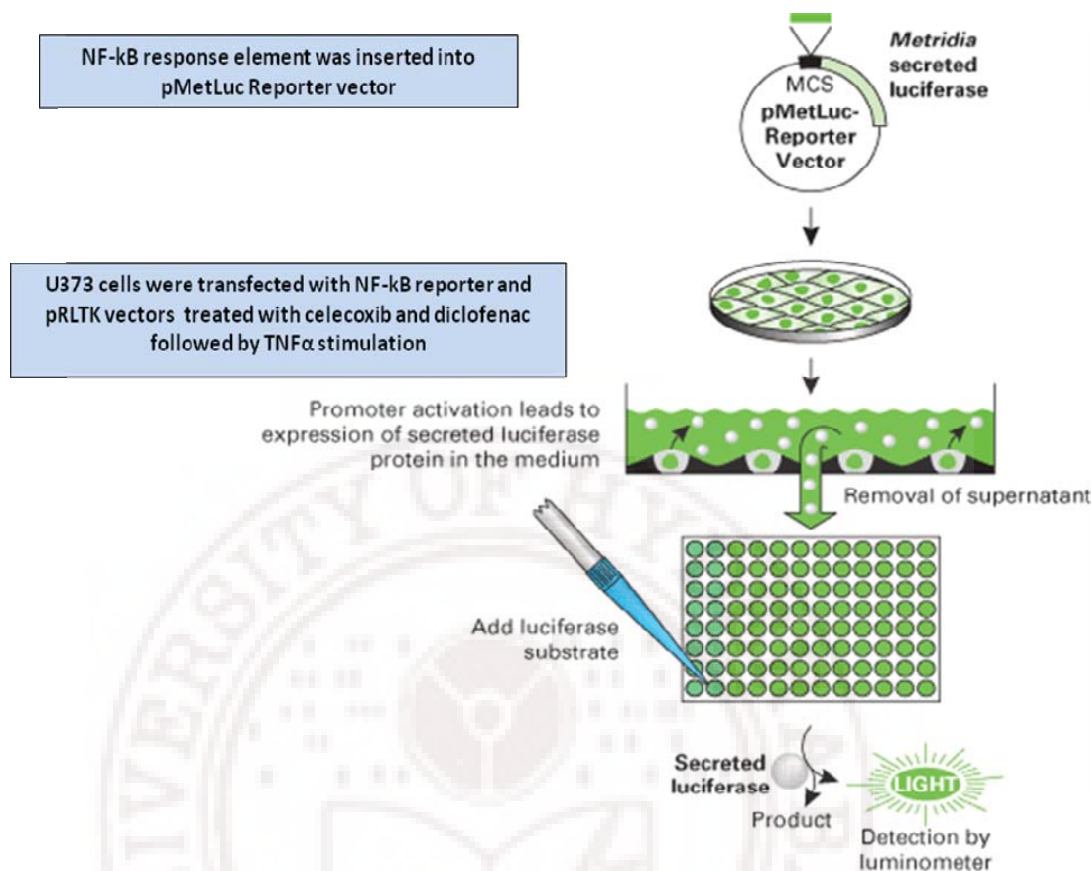 NF-kB response element was inserted into
pMetLuc Reporter vector
Metridia
secreted
luciferase
MCS
pMetLuc-
Reporter
Vector
U373 cells were transfected with NF-kB reporter and
pRLTK vectors treated with celecoxib and diclofenac
followed by TNFα stimulation
Promoter activation leads to
expression of secreted luciferase
protein in the medium
Removal of supernatant
Add luciferase
substrate
Secreted
luciferase
Product
LIGHT
Detection by
luminometer
IVERSITY OF HY